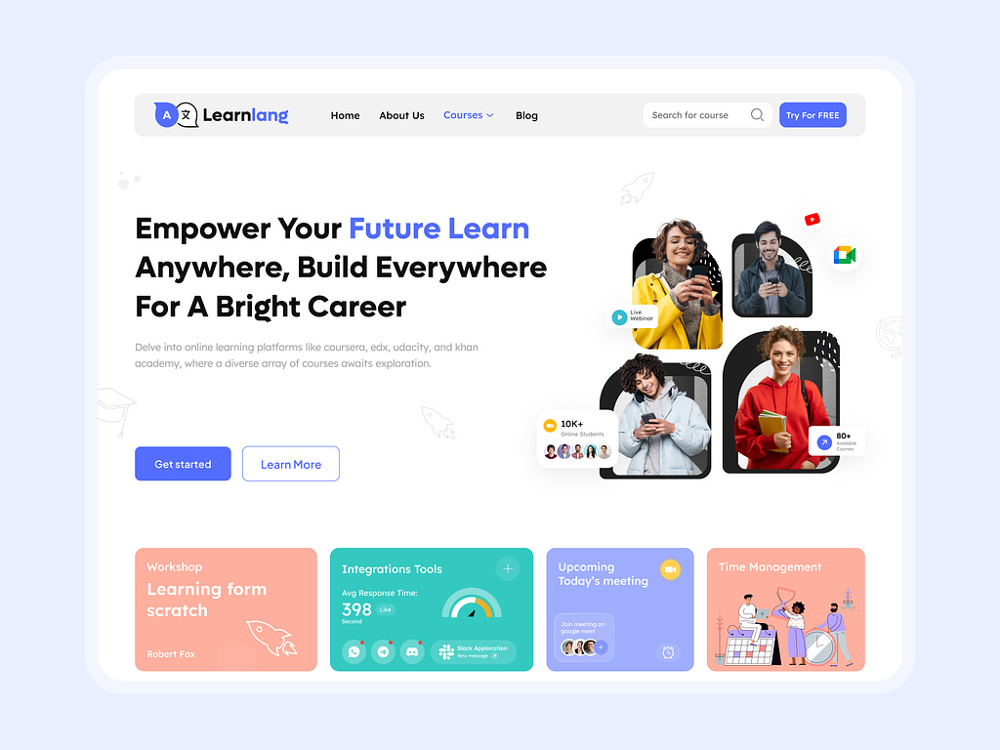 A 文 Learnlang
Home About Us Courses Blog
Search for course
Try For FREE
Empower Your Future Learn
Anywhere, Build Everywhere
For A Bright Career
Delve into online learning platforms like coursera, edx, udacity, and khan
academy, where a diverse array of courses awaits exploration.
Get started
Learn More
Live
Webinar
10K+
Online Students
80+
Available
Courses
Workshop
Learning form
scratch
Robert Fox
Integrations Tools
Avg Response Time:
398 Like
Second
Slack Applocation
New message
Upcoming
Today's meeting
Join meeting on
google meet
Time Management